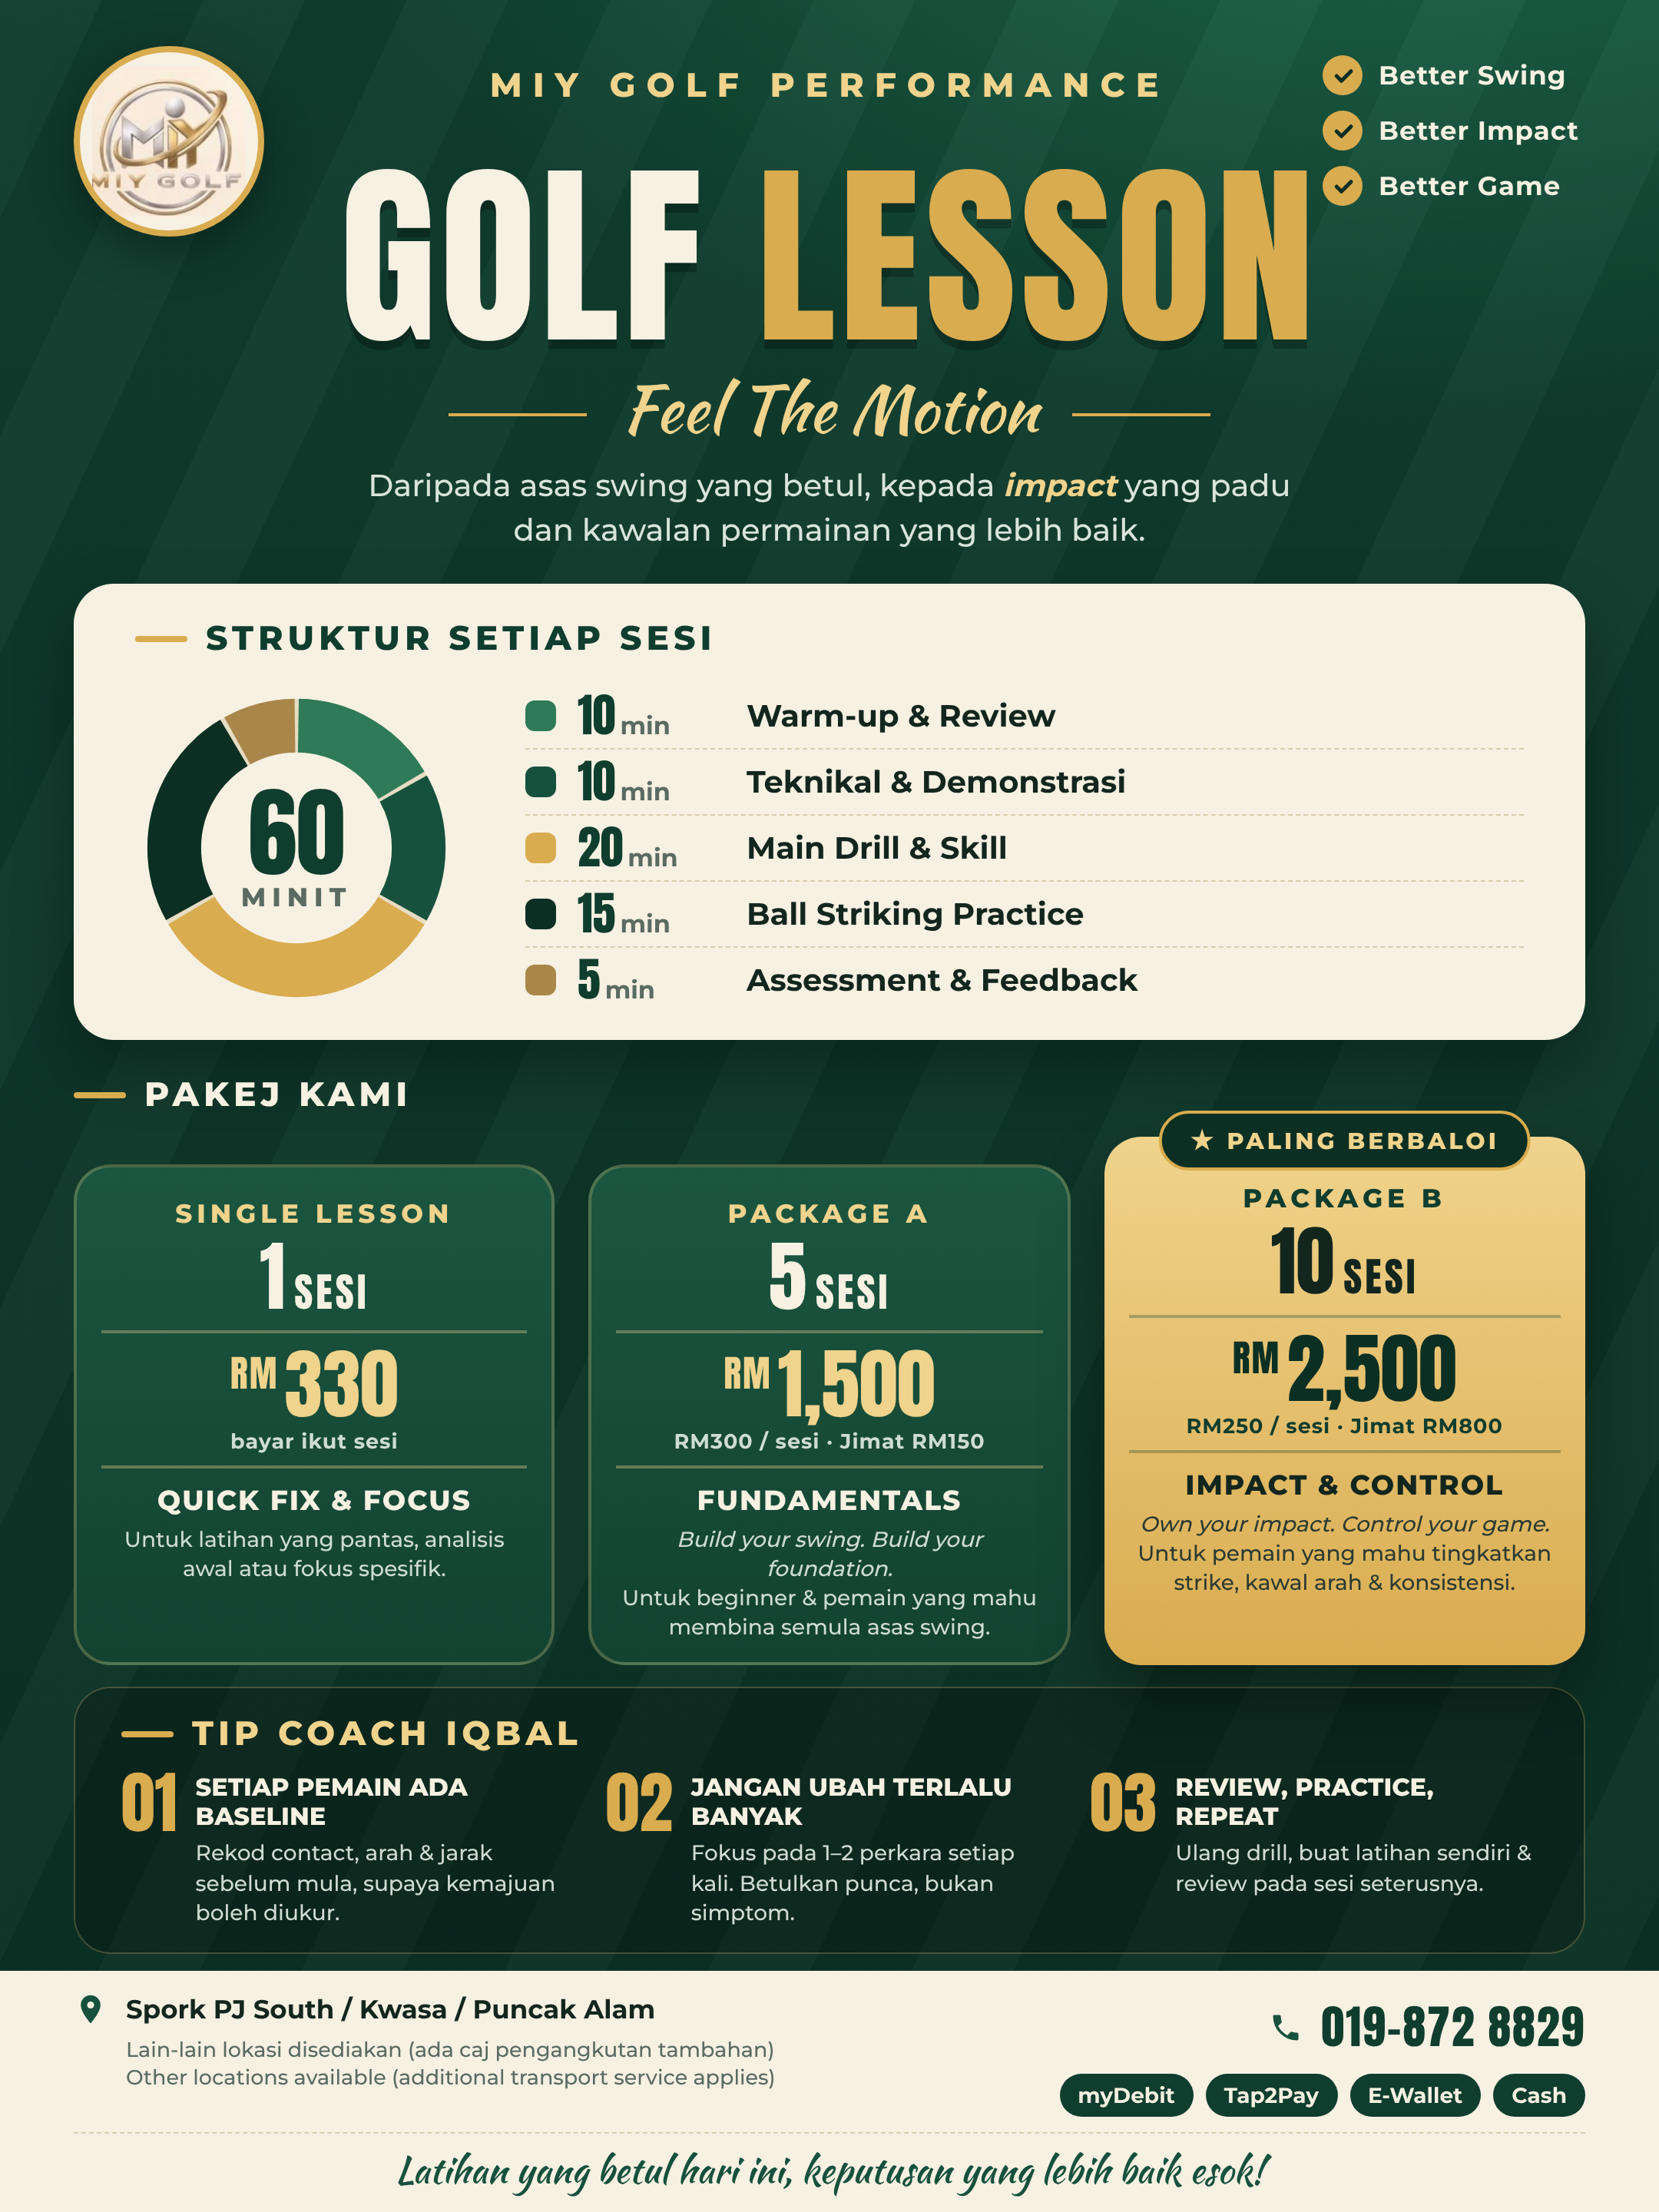 MIY GOLF
MIY GOLF PERFORMANCE
Better Swing
Better Impact
Better Game
GOLF LESSON
Feel The Motion
Daripada asas swing yang betul, kepada impact yang padu
dan kawalan permainan yang lebih baik.
STRUKTUR SETIAP SESI
60
MINIT
10 min Warm-up & Review
10 min Teknikal & Demonstrasi
20 min Main Drill & Skill
15 min Ball Striking Practice
5 min Assessment & Feedback
PAKEJ KAMI
SINGLE LESSON
1 SESI
RM 330
bayar ikut sesi
QUICK FIX & FOCUS
Untuk latihan yang pantas, analisis
awal atau fokus spesifik.
PACKAGE A
5 SESI
RM 1,500
RM300 / sesi · Jimat RM150
FUNDAMENTALS
Build your swing. Build your
foundation.
Untuk beginner & pemain yang mahu
membina semula asas swing.
★ PALING BERBALOI
PACKAGE B
10 SESI
RM 2,500
RM250 / sesi · Jimat RM800
IMPACT & CONTROL
Own your impact. Control your game.
Untuk pemain yang mahu tingkatkan
strike, kawal arah & konsistensi.
TIP COACH IQBAL
01
SETIAP PEMAIN ADA
BASELINE
Rekod contact, arah & jarak
sebelum mula, supaya kemajuan
boleh diukur.
02
JANGAN UBAH TERLALU
BANYAK
Fokus pada 1–2 perkara setiap
kali. Betulkan punca, bukan
simptom.
03
REVIEW, PRACTICE,
REPEAT
Ulang drill, buat latihan sendiri &
review pada sesi seterusnya.
Spork PJ South / Kwasa / Puncak Alam
Lain-lain lokasi disediakan (ada caj pengangkutan tambahan)
Other locations available (additional transport service applies)
019-872 8829
myDebit Tap2Pay E-Wallet Cash
Latihan yang betul hari ini, keputusan yang lebih baik esok!